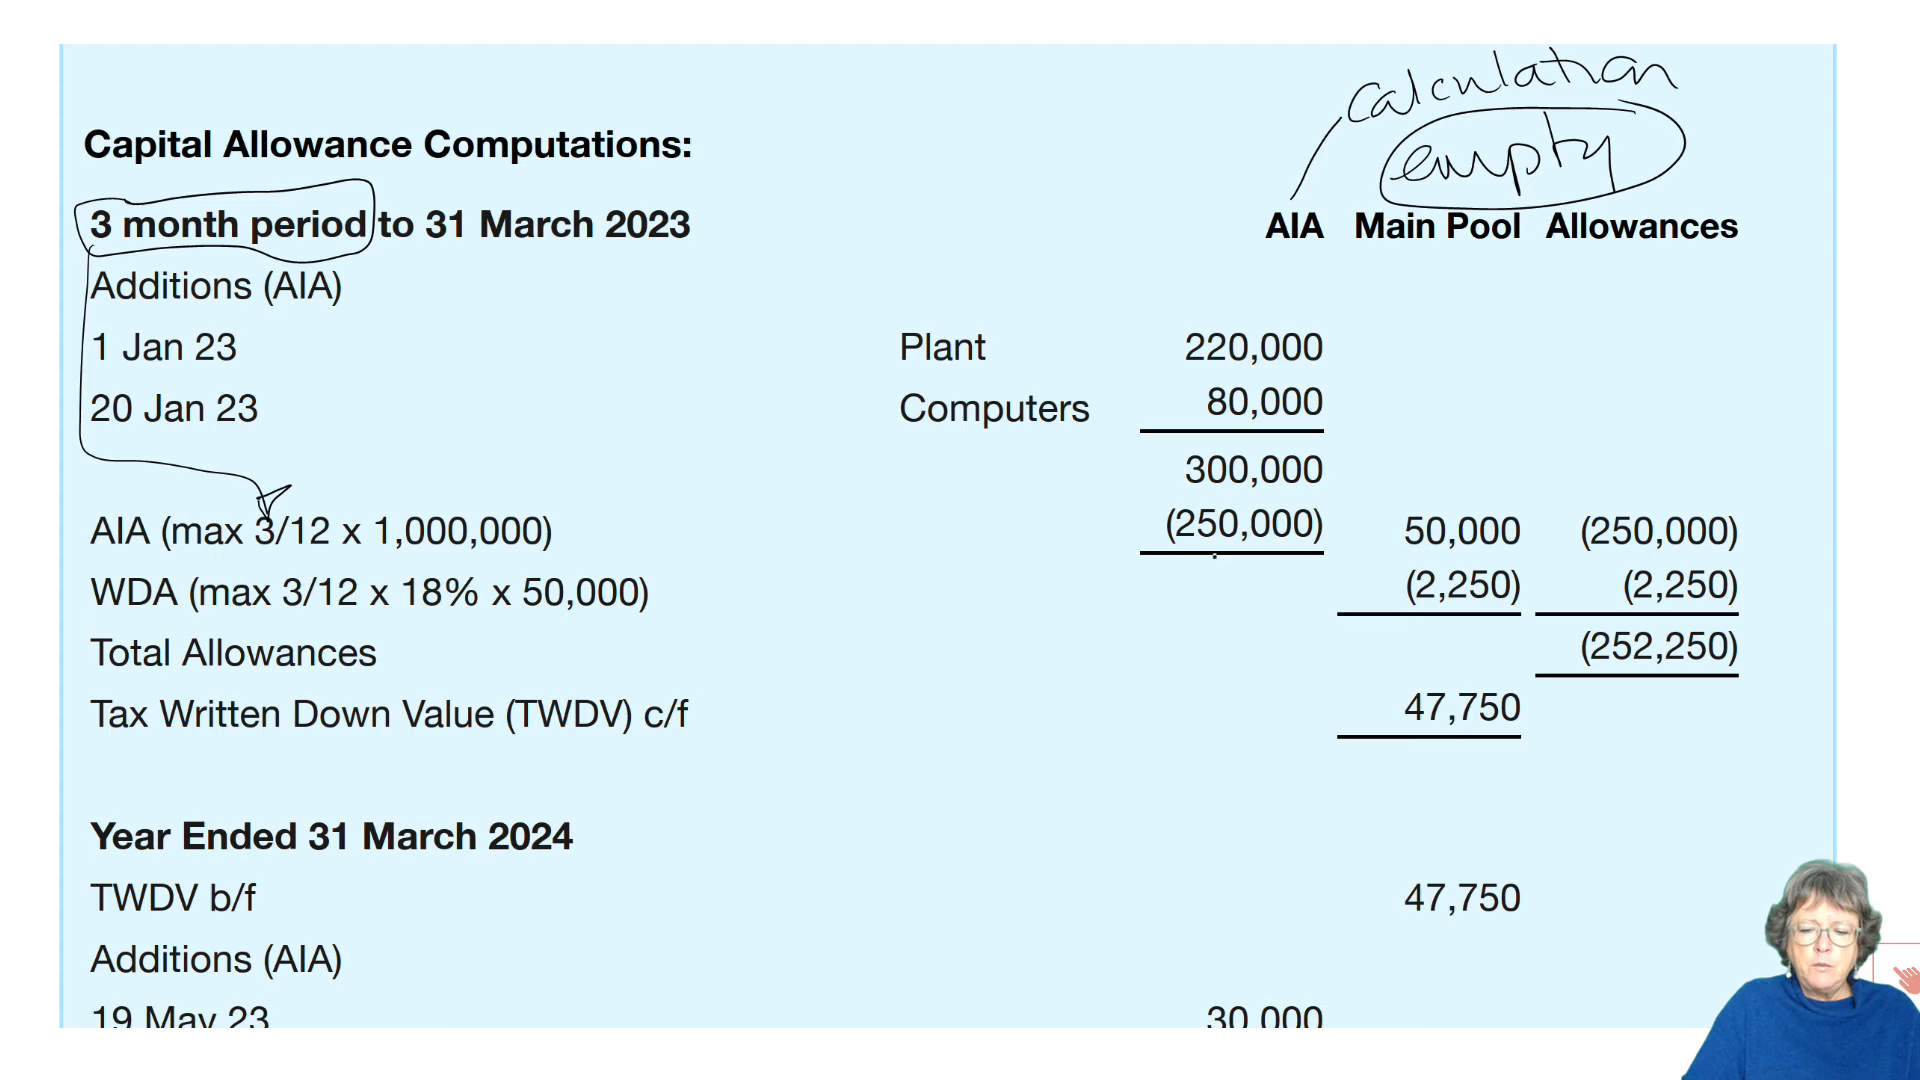 calculation
empty
Capital Allowance Computations:
3 month period to 31 March 2023 AIA Main Pool Allowances
Additions (AIA)
1 Jan 23 Plant 220,000
20 Jan 23 Computers 80,000
300,000
AIA (max 3/12 x 1,000,000) (250,000) 50,000 (250,000)
WDA (max 3/12 x 18% x 50,000) (2,250) (2,250)
Total Allowances (252,250)
Tax Written Down Value (TWDV) c/f 47,750
Year Ended 31 March 2024
TWDV b/f 47,750
Additions (AIA)
19 May 23 30,000